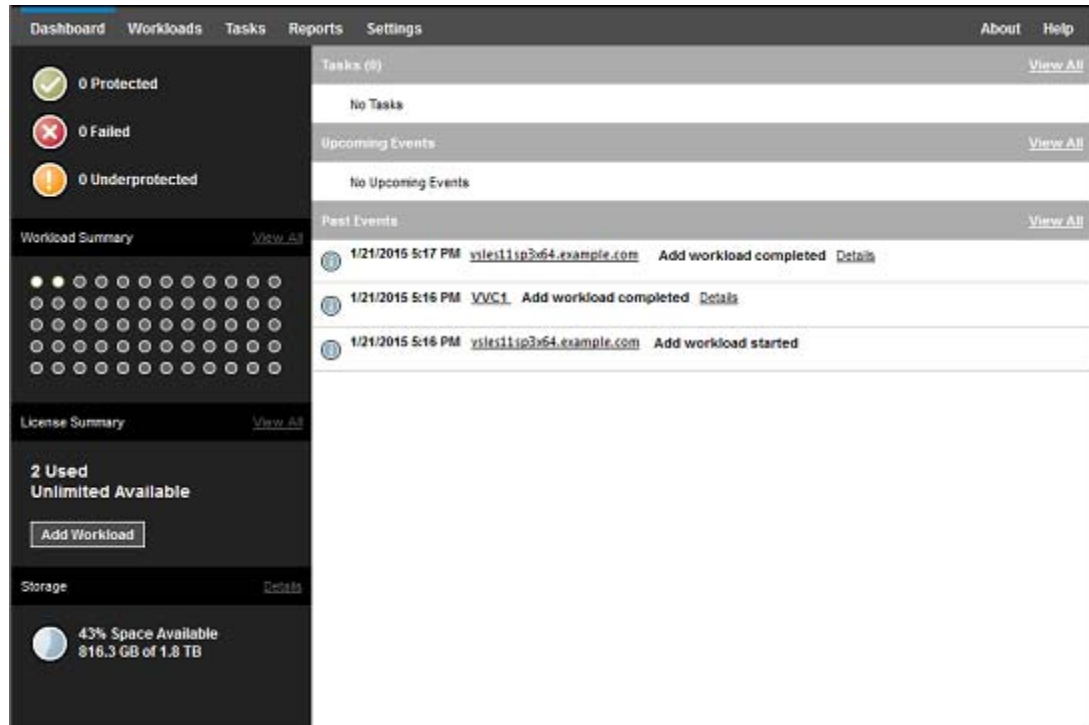 Dashboard Workloads Tasks Reports Settings About Help
0 Protected
0 Failed
0 Underprotected
Workload Summary View All
License Summary View All
2 Used
Unlimited Available
Add Workload
Storage Details
43% Space Available
816.3 GB of 1.8 TB
Tasks (0) View All
No Tasks
Upcoming Events View All
No Upcoming Events
Past Events View All
1/21/2015 5:17 PM vsles11sp3x64.example.com Add workload completed Details
1/21/2015 5:16 PM VVC1 Add workload completed Details
1/21/2015 5:16 PM vsles11sp3x64.example.com Add workload started